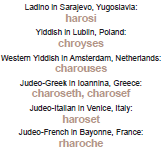 Ladino in Sarajevo, Yugoslavia:
harosi
Yiddish in Lublin, Poland:
chroyses
Western Yiddish in Amsterdam, Netherlands:
charouses
Judeo-Greek in Ioannina, Greece:
charoseth, charosef
Judeo-Italian in Venice, Italy:
haroset
Judeo-French in Bayonne, France:
rharoche